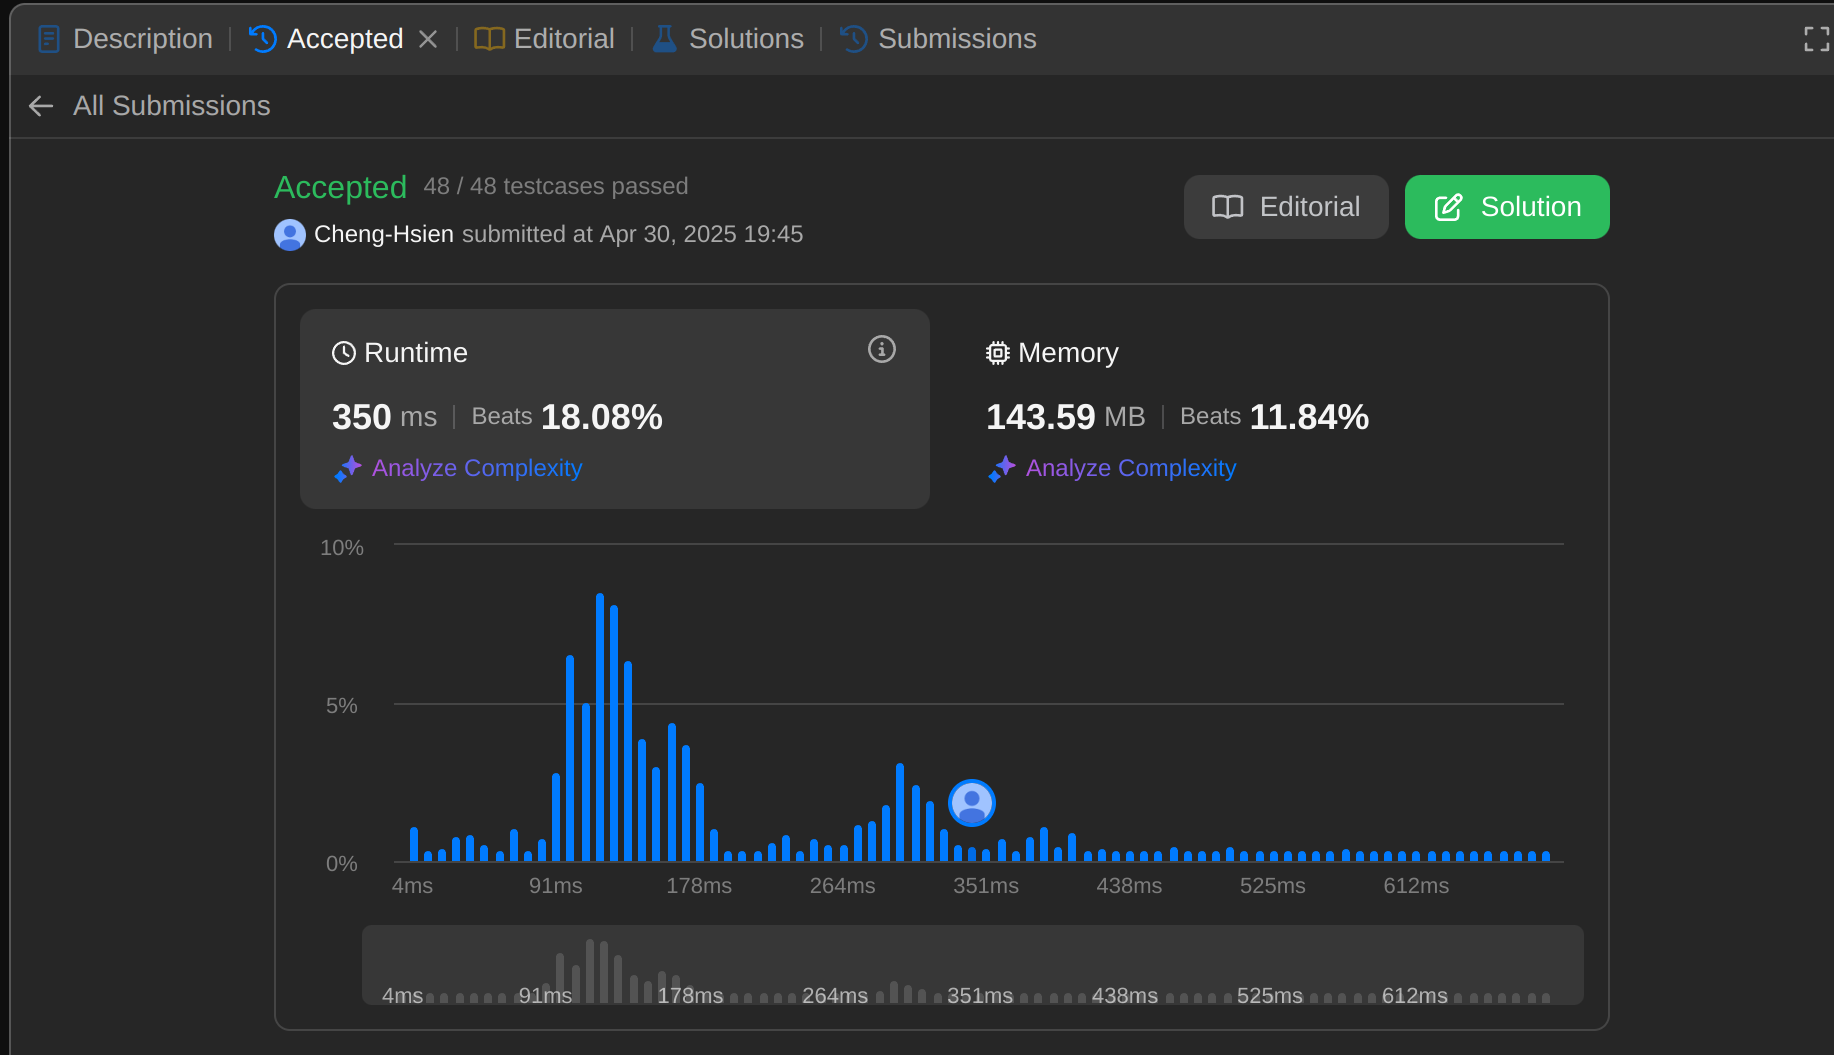 Description | Accepted | Editorial | Solutions | Submissions
All Submissions
Accepted 48 / 48 testcases passed
Cheng-Hsien submitted at Apr 30, 2025 19:45
Editorial
Solution
Runtime
350 ms | Beats 18.08%
Analyze Complexity
Memory
143.59 MB | Beats 11.84%
Analyze Complexity
10%
5%
0%
4ms 91ms 178ms 264ms 351ms 438ms 525ms 612ms
4ms 91ms 178ms 264ms 351ms 438ms 525ms 612ms